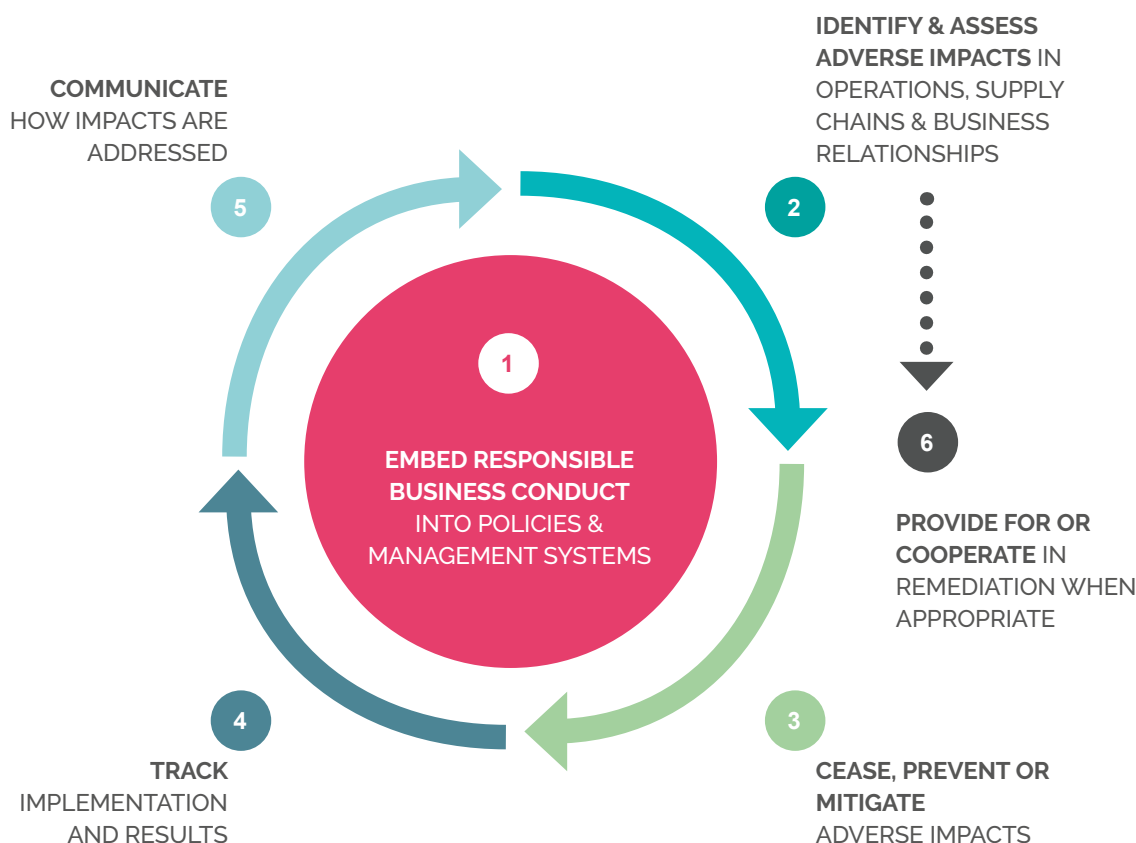 1
EMBED RESPONSIBLE
BUSINESS CONDUCT
INTO POLICIES &
MANAGEMENT SYSTEMS
2
IDENTIFY & ASSESS
ADVERSE IMPACTS IN
OPERATIONS, SUPPLY
CHAINS & BUSINESS
RELATIONSHIPS
3
CEASE, PREVENT OR
MITIGATE
ADVERSE IMPACTS
4
TRACK
IMPLEMENTATION
AND RESULTS
5
COMMUNICATE
HOW IMPACTS ARE
ADDRESSED
6
PROVIDE FOR OR
COOPERATE IN
REMEDIATION WHEN
APPROPRIATE